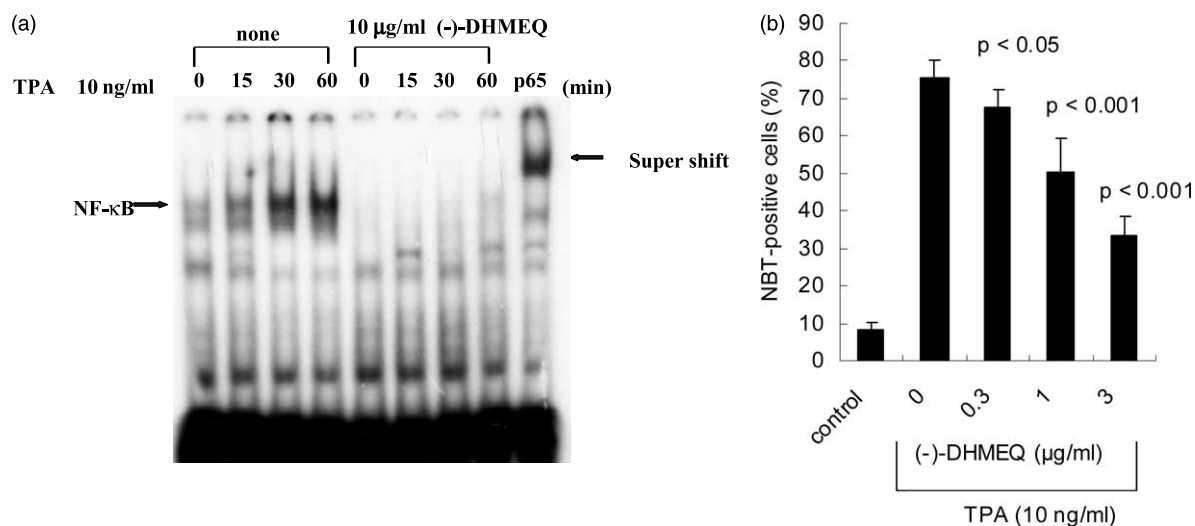 (a)
none
10 µg/ml (-)-DHMEQ
TPA 10 ng/ml 0 15 30 60 0 15 30 60 p65 (min)
Super shift
NF-κB
(b)
NBT-positive cells (%)
90
80
70
60
50
40
30
20
10
0
p < 0.05
p < 0.001
p < 0.001
control 0 0.3 1 3
(-)-DHMEQ (µg/ml)
TPA (10 ng/ml)